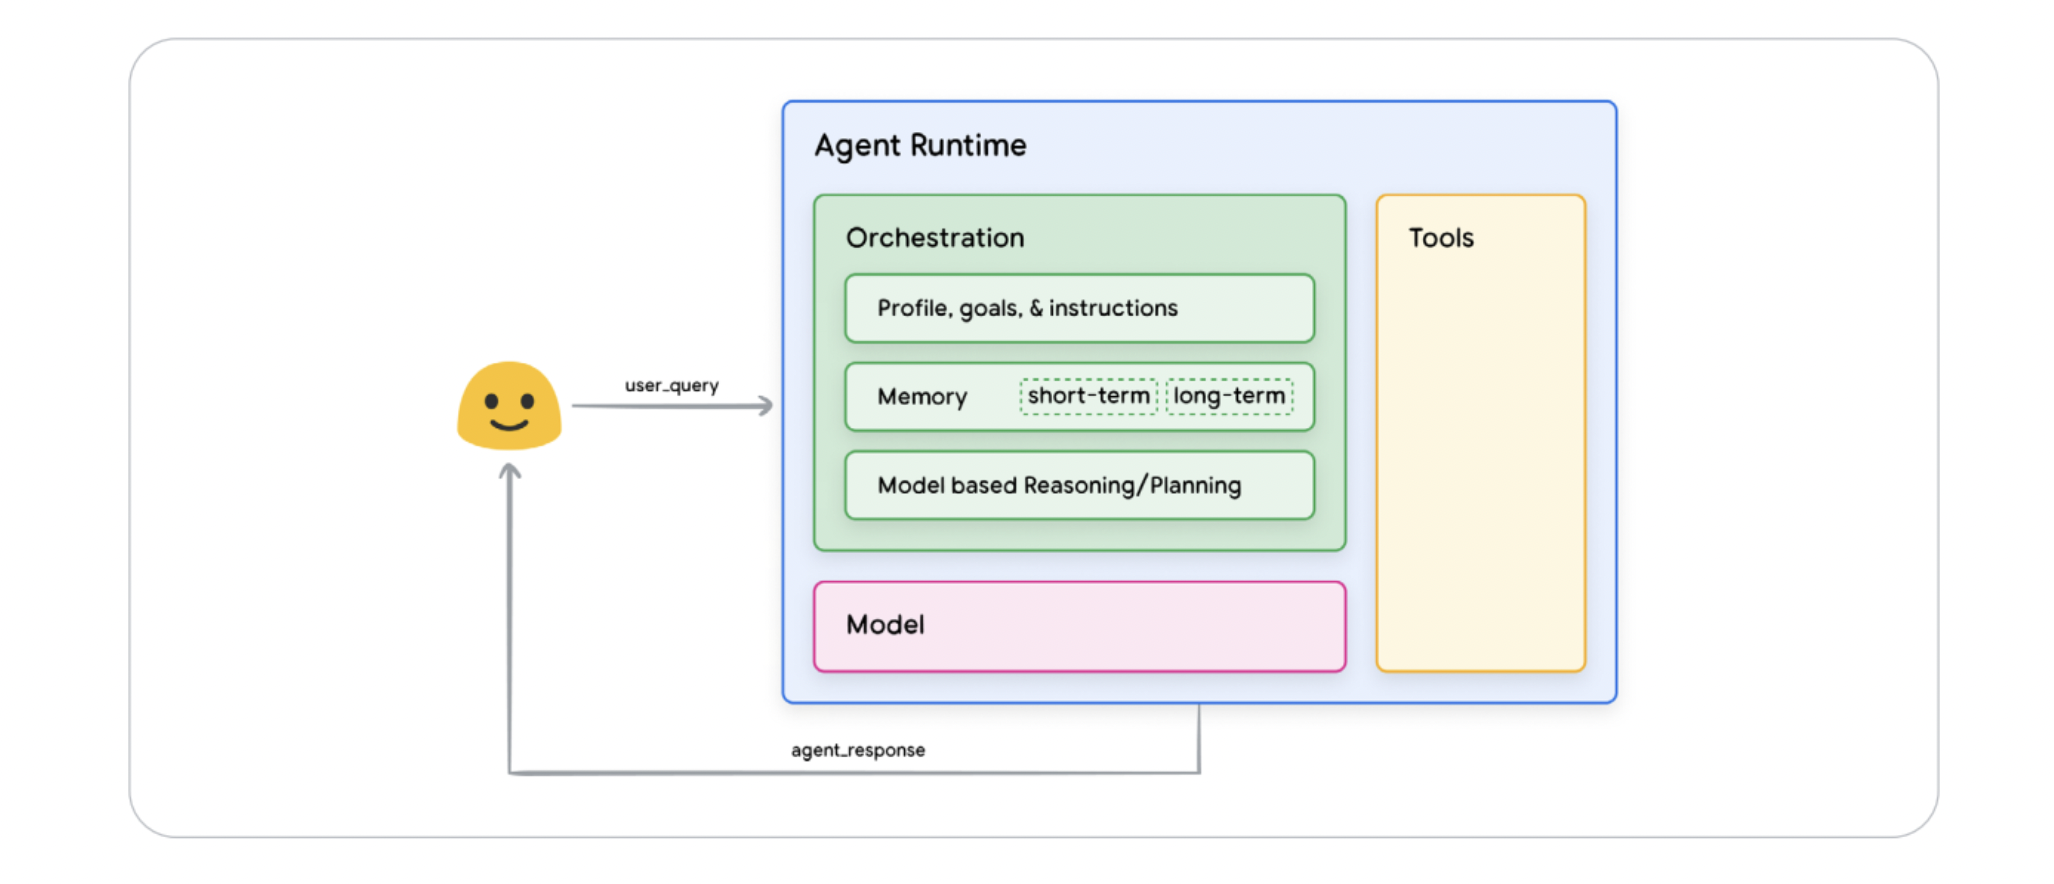 Agent Runtime
Orchestration
Tools
Profile, goals, & instructions
user_query
Memory short-term long-term
Model based Reasoning/Planning
Model
agent_response